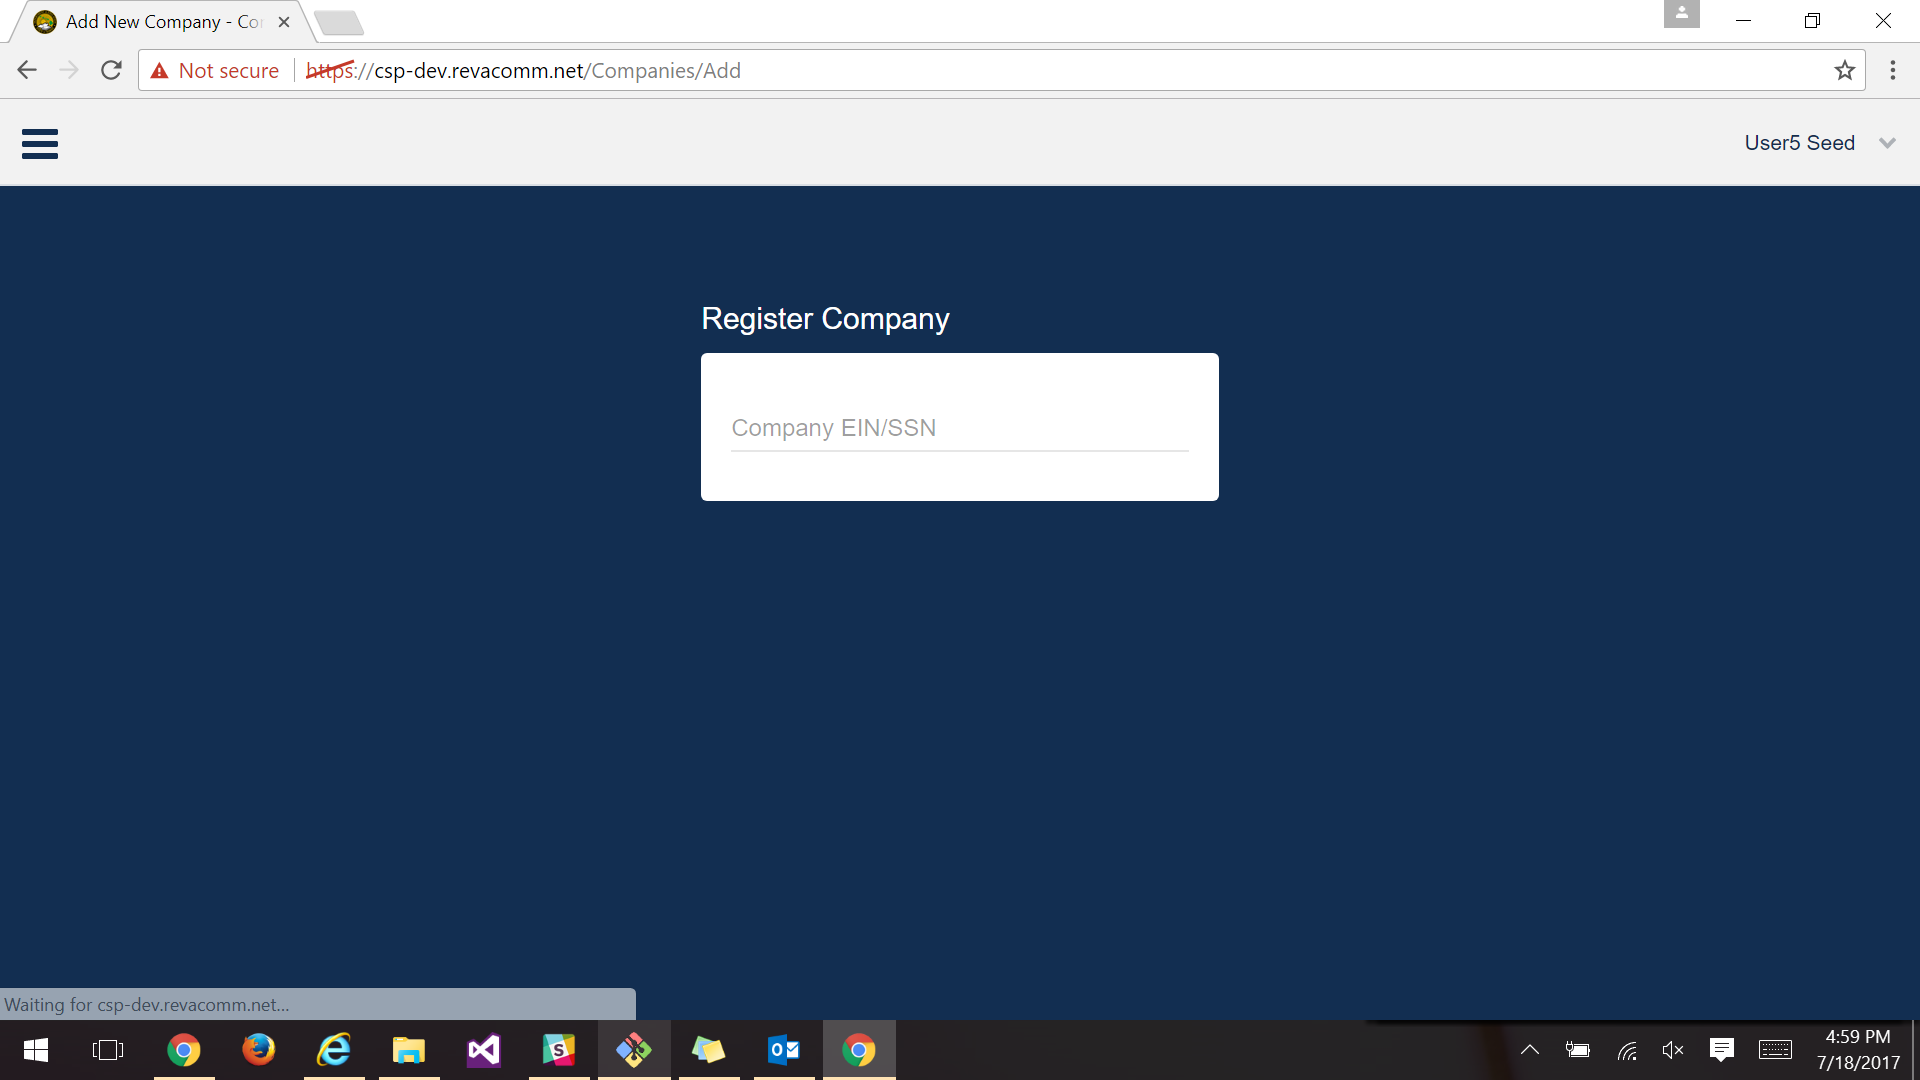 Add New Company - Co
Not secure
https://csp-dev.revacomm.net/Companies/Add
User5 Seed
Register Company
Company EIN/SSN
Waiting for csp-dev.revacomm.net...
4:59 PM
7/18/2017